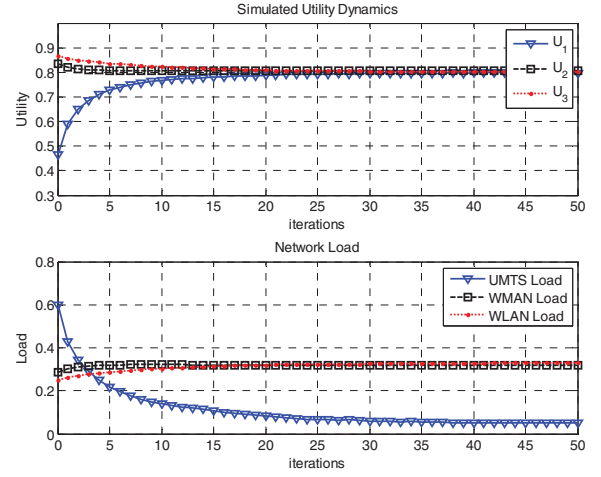 Simulated Utility Dynamics
0.9
0.8
0.7
0.6
0.5
0.4
0.3
Utility
U1
U2
U3
0 5 10 15 20 25 30 35 40 45 50
iterations
Network Load
0.8
0.6
0.4
0.2
0
Load
UMTS Load
WMAN Load
WLAN Load
0 5 10 15 20 25 30 35 40 45 50
iterations